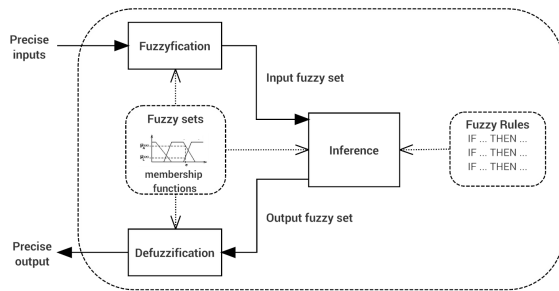 Precise
inputs
Fuzzyfication
Input fuzzy set
Fuzzy sets
membership
functions
Inference
Fuzzy Rules
IF ... THEN ...
IF ... THEN ...
IF ... THEN ...
Output fuzzy set
Precise
output
Defuzzification